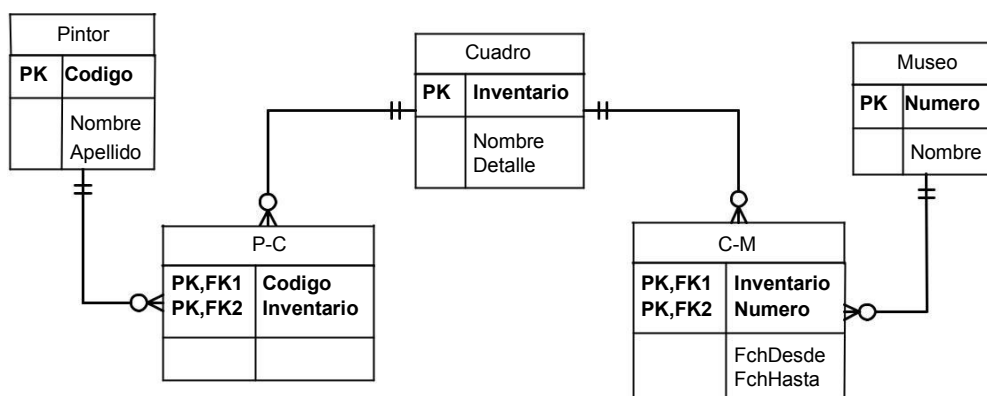 Pintor
PK Codigo
Nombre
Apellido
Cuadro
PK Inventario
Nombre
Detalle
Museo
PK Numero
Nombre
P-C
PK,FK1 Codigo
PK,FK2 Inventario
C-M
PK,FK1 Inventario
PK,FK2 Numero
FchDesde
FchHasta